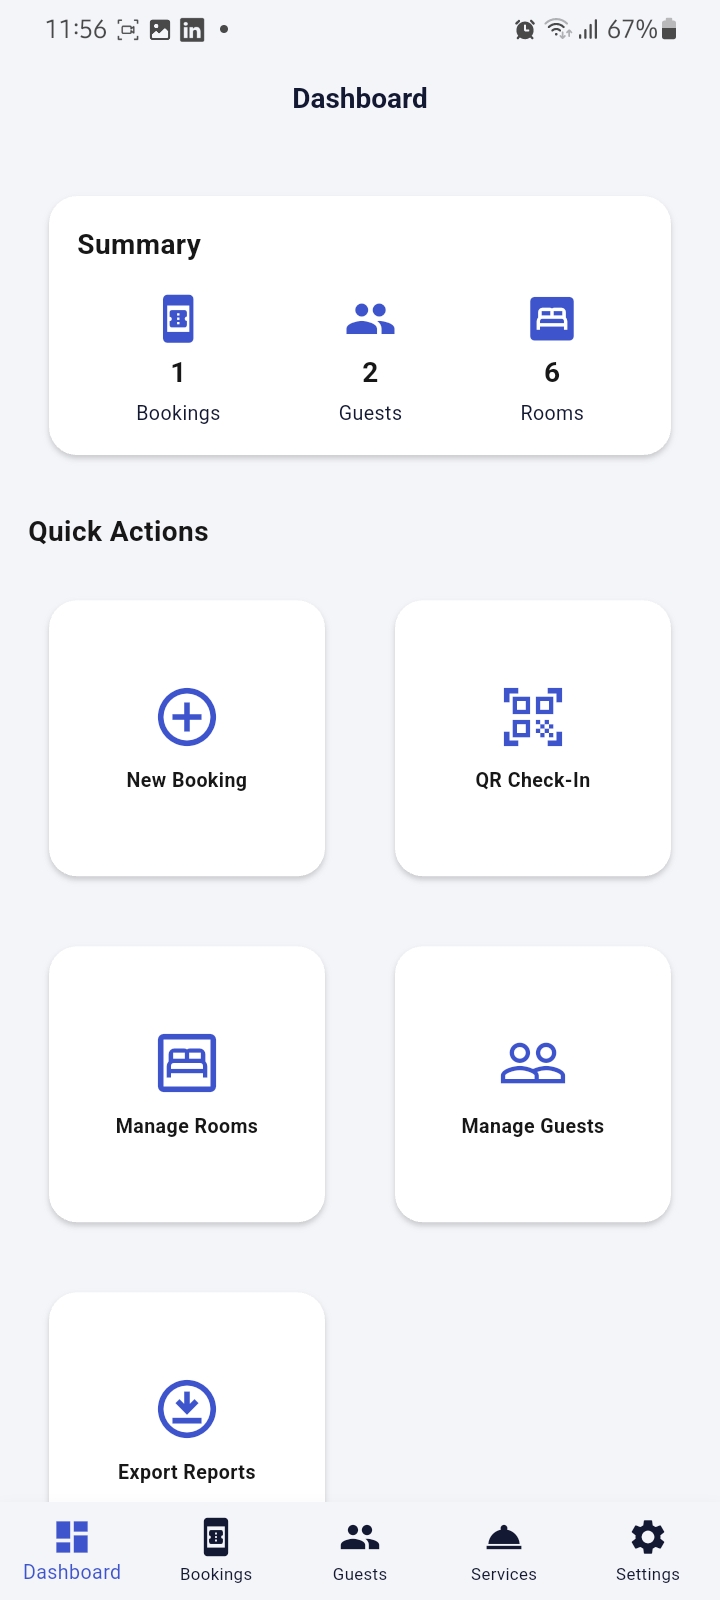 11:56
67%
Dashboard
Summary
1 2 6
Bookings Guests Rooms
Quick Actions
New Booking QR Check-In
Manage Rooms Manage Guests
Export Reports
Dashboard Bookings Guests Services Settings